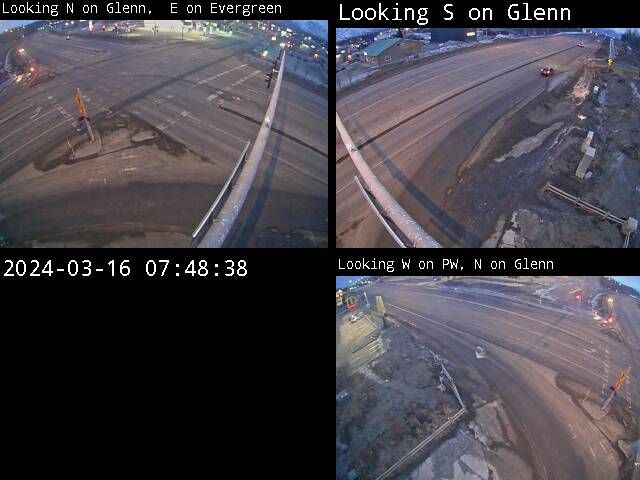 Looking N on Glenn, E on Evergreen
Looking S on Glenn
2024-03-16 07:48:38
Looking W on PW, N on Glenn